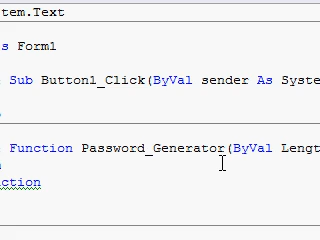 tem.Text
s Form1
Sub Button1_Click(ByVal sender As Syste
Function Password_Generator(ByVal Lengt
ction